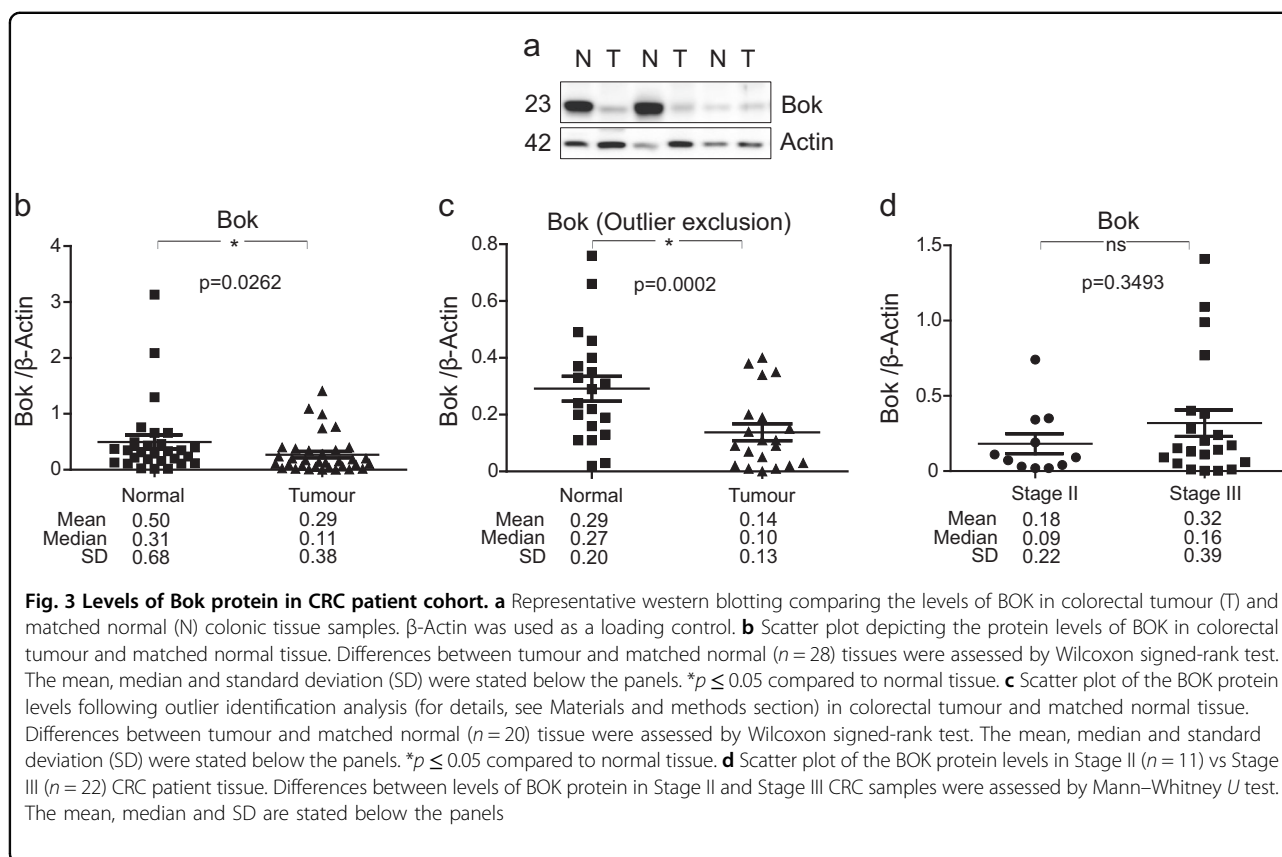 a
N T N T N T
23 Bok
42 Actin
b
Bok
*
p=0.0262
4
3
2
1
0
Bok /β-Actin
Normal Tumour
Mean 0.50 0.29
Median 0.31 0.11
SD 0.68 0.38
c
Bok (Outlier exclusion)
*
p=0.0002
0.8
0.6
0.4
0.2
0
Bok /β-Actin
Normal Tumour
Mean 0.29 0.14
Median 0.27 0.10
SD 0.20 0.13
d
Bok
ns
p=0.3493
1.5
1.0
0.5
0
Bok /β-Actin
Stage II Stage III
Mean 0.18 0.32
Median 0.09 0.16
SD 0.22 0.39
Fig. 3 Levels of Bok protein in CRC patient cohort. a Representative western blotting comparing the levels of BOK in colorectal tumour (T) and
matched normal (N) colonic tissue samples. β-Actin was used as a loading control. b Scatter plot depicting the protein levels of BOK in colorectal
tumour and matched normal tissue. Differences between tumour and matched normal (n = 28) tissues were assessed by Wilcoxon signed-rank test.
The mean, median and standard deviation (SD) were stated below the panels. *p ≤ 0.05 compared to normal tissue. c Scatter plot of the BOK protein
levels following outlier identification analysis (for details, see Materials and methods section) in colorectal tumour and matched normal tissue.
Differences between tumour and matched normal (n = 20) tissue were assessed by Wilcoxon signed-rank test. The mean, median and standard
deviation (SD) were stated below the panels. *p ≤ 0.05 compared to normal tissue. d Scatter plot of the BOK protein levels in Stage II (n = 11) vs Stage
III (n = 22) CRC patient tissue. Differences between levels of BOK protein in Stage II and Stage III CRC samples were assessed by Mann–Whitney U test.
The mean, median and SD are stated below the panels